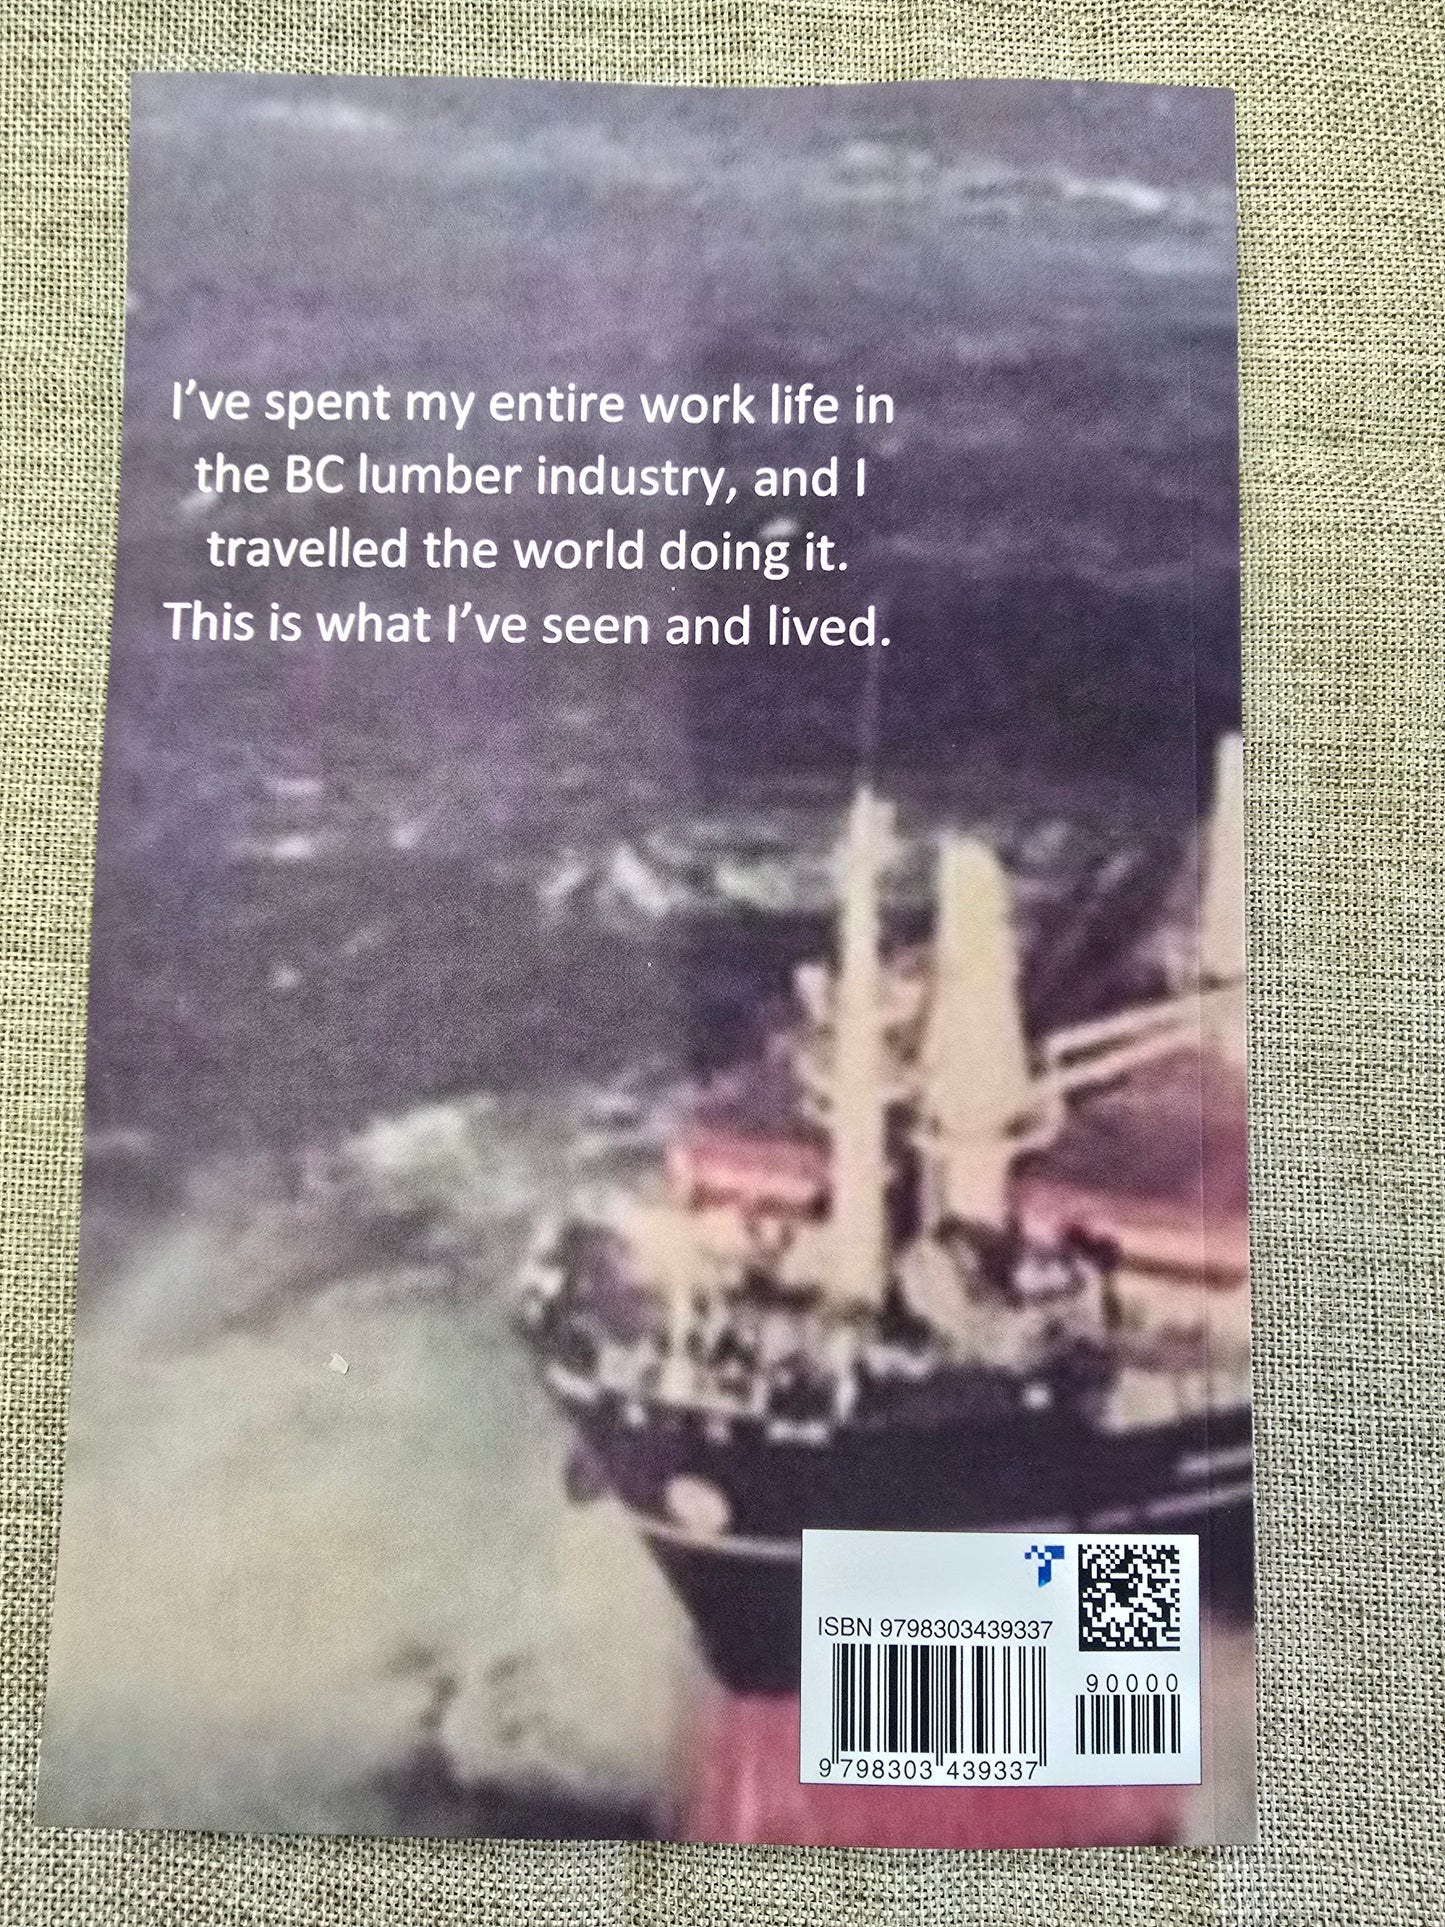 I've spent my entire work life in
the BC lumber industry, and I
travelled the world doing it.
This is what I've seen and lived.
ISBN 9798303439337
90000
9 798303 439337